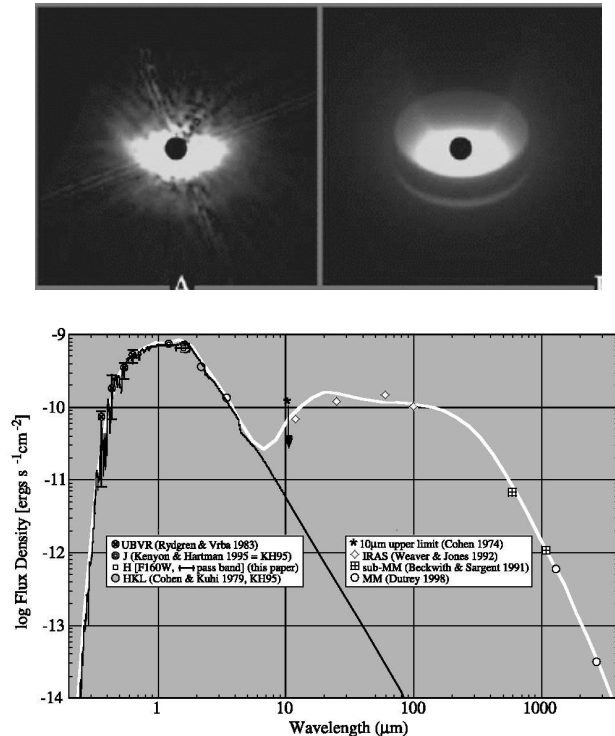 A
-9
-10
-11
-12
-13
-14
log Flux Density [ergs s -1cm-2]
UBVR (Rydgren & Vrba 1983)
J (Kenyon & Hartman 1995 = KH95)
H [F160W, pass band] (this paper)
HKL (Cohen & Kuhi 1979, KH95)
10μm upper limit (Cohen 1974)
IRAS (Weaver & Jones 1992)
sub-MM (Beckwith & Sargent 1991)
MM (Dutrey 1998)
1 10 100 1000
Wavelength (μm)